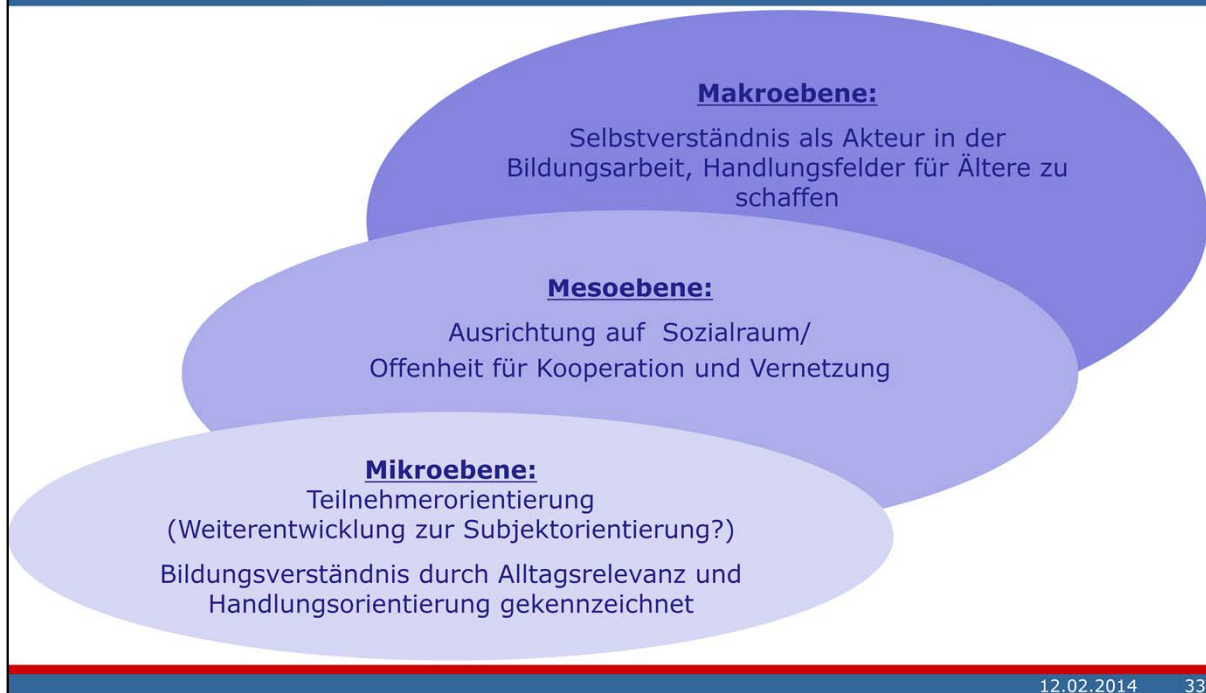 Makroebene:
Selbstverständnis als Akteur in der
Bildungsarbeit, Handlungsfelder für Ältere zu
schaffen
Mesoebene:
Ausrichtung auf  Sozialraum/
Offenheit für Kooperation und Vernetzung
Mikroebene:
Teilnehmerorientierung
(Weiterentwicklung zur Subjektorientierung?)
Bildungsverständnis durch Alltagsrelevanz und
Handlungsorientierung gekennzeichnet
12.02.2014 33